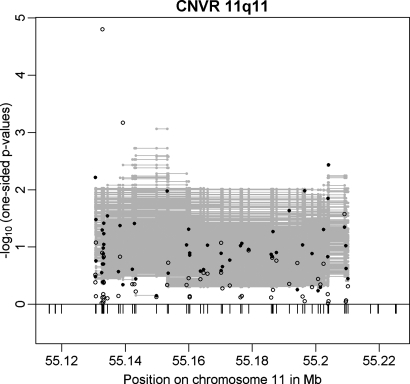 CNVR 11q11
-log10 (one-sided p-values)
5
4
3
2
1
0
55.12 55.14 55.16 55.18 55.2 55.22
Position on chromosome 11 in Mb